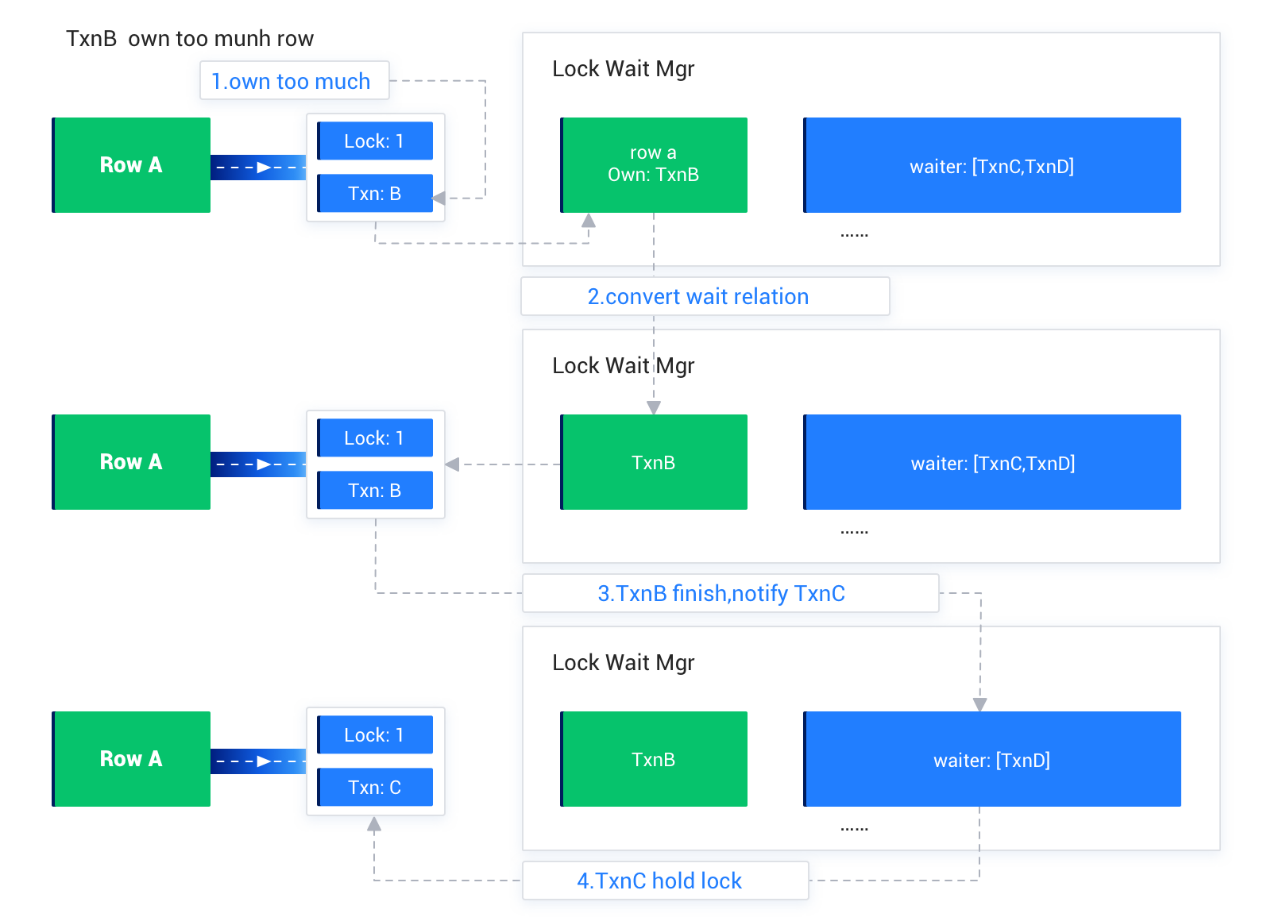 TxnB own too munh row
1.own too much
Lock Wait Mgr
Row A
Lock: 1
Txn: B
row a
Own: TxnB
waiter: [TxnC,TxnD]
......
2.convert wait relation
Lock Wait Mgr
Row A
Lock: 1
Txn: B
TxnB
waiter: [TxnC,TxnD]
......
3.TxnB finish,notify TxnC
Lock Wait Mgr
Row A
Lock: 1
Txn: C
TxnB
waiter: [TxnD]
......
4.TxnC hold lock